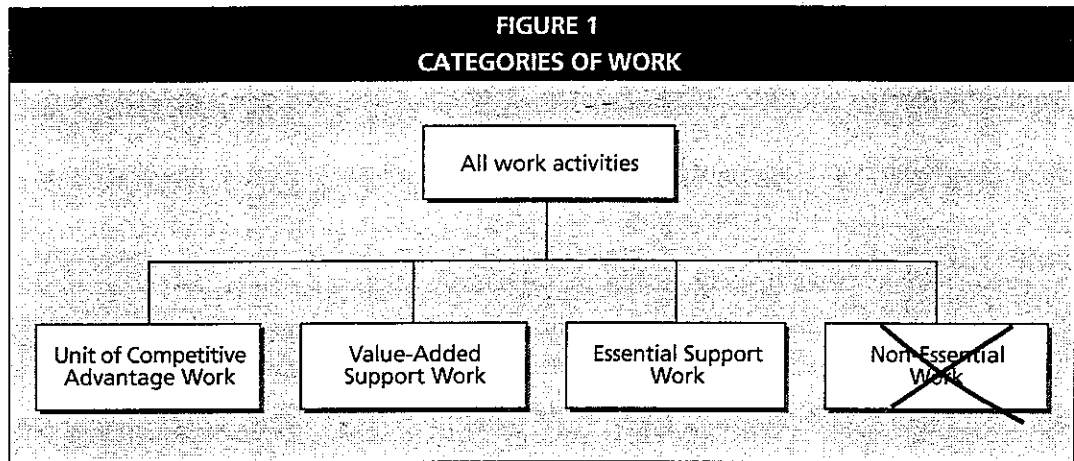 FIGURE 1
CATEGORIES OF WORK
All work activities
Unit of Competitive
Advantage Work
Value-Added
Support Work
Essential Support
Work
Non-Essential
Work